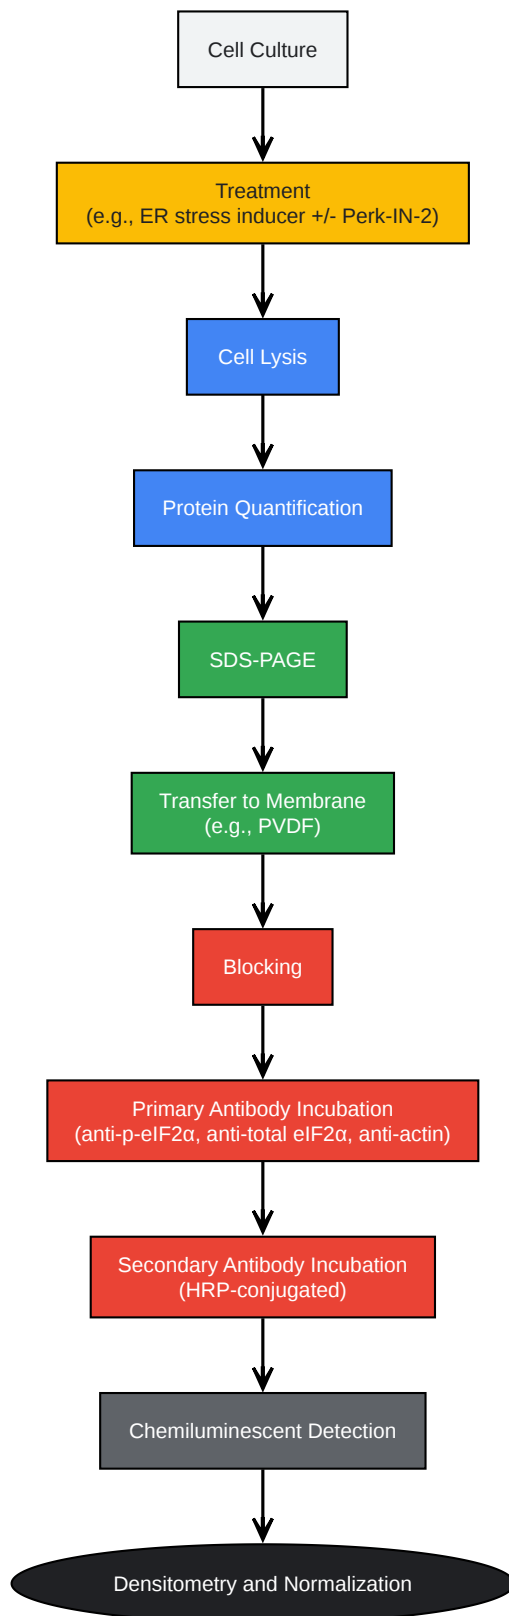 Cell Culture
Treatment
(e.g., ER stress inducer +/- Perk-IN-2)
Cell Lysis
Protein Quantification
SDS-PAGE
Transfer to Membrane
(e.g., PVDF)
Blocking
Primary Antibody Incubation
(anti-p-eIF2α, anti-total eIF2α, anti-actin)
Secondary Antibody Incubation
(HRP-conjugated)
Chemiluminescent Detection
Densitometry and Normalization